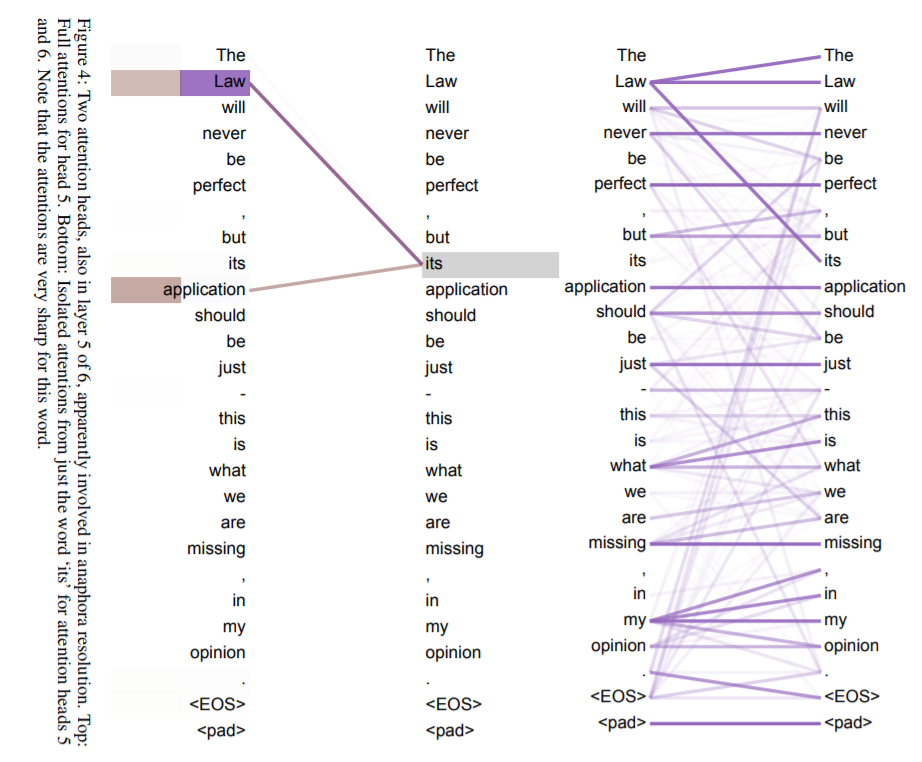 Figure 4: Two attention heads, also in layer 5 of 6, apparently involved in anaphora resolution. Top:
Full attentions for head 5. Bottom: Isolated attentions from just the word ‘its’ for attention heads 5
and 6. Note that the attentions are very sharp for this word.
The The The The
Law Law Law Law
will will will will
never never never never
be be be be
perfect perfect perfect perfect
, , , ,
but but but but
its its its its
application application application application
should should should should
be be be be
just just just just
- - - -
this this this this
is is is is
what what what what
we we we we
are are are are
missing missing missing missing
, , , ,
in in in in
my my my my
opinion opinion opinion opinion
. . . .
<EOS> <EOS> <EOS> <EOS>
<pad> <pad> <pad> <pad>